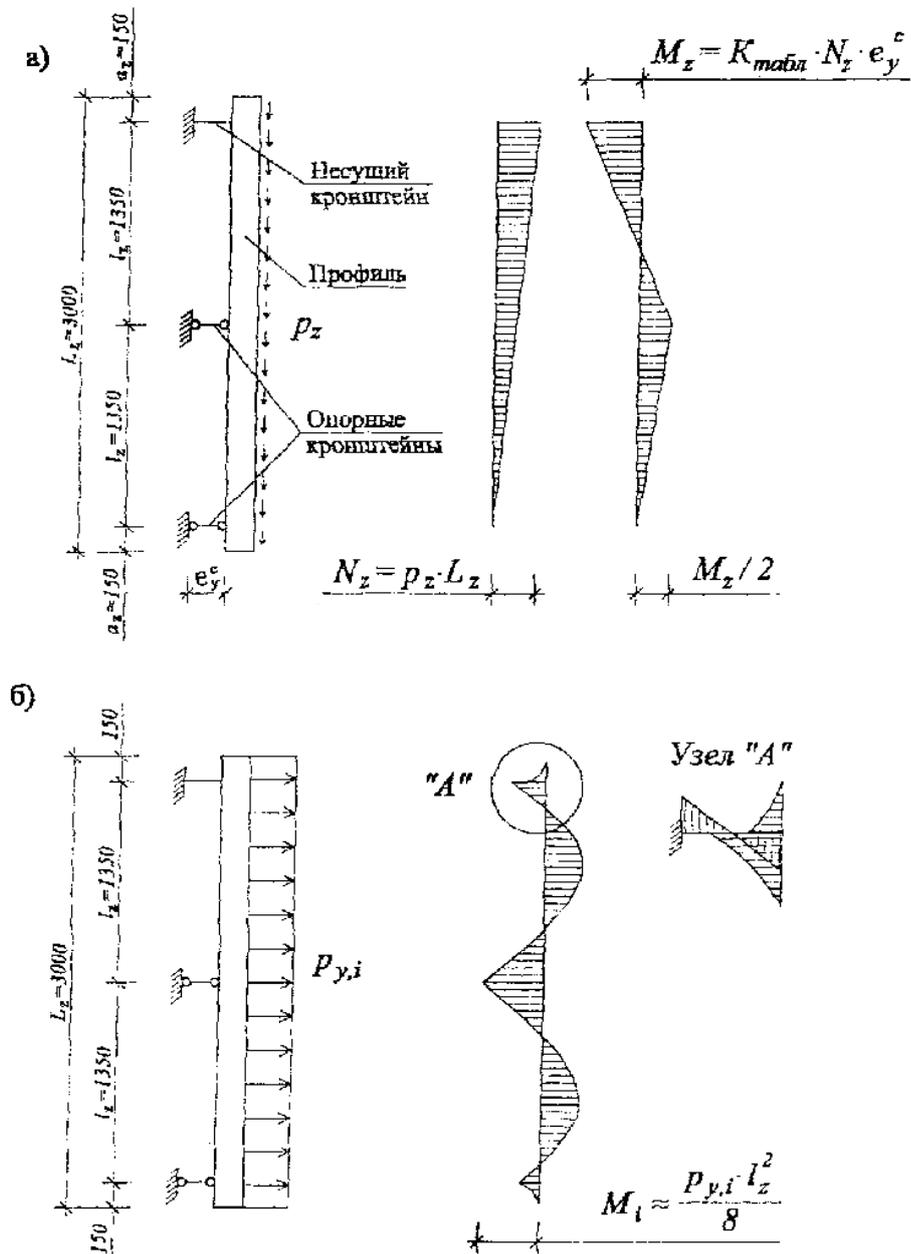 а)
a_z=150
M_z = K_табл·N_z·e_y^c
Несущий
кронштейн
l_z=1350
Профиль
L_z=3000
p_z
l_z=1350
Опорные
кронштейны
e_y^c
a_z=150
N_z = p_z·L_z
M_z / 2
б)
150
Узел "А"
"А"
l_z=1350
L_z=3000
p_y,i
l_z=1350
M_i ≈ p_y,i·l_z^2
8
150